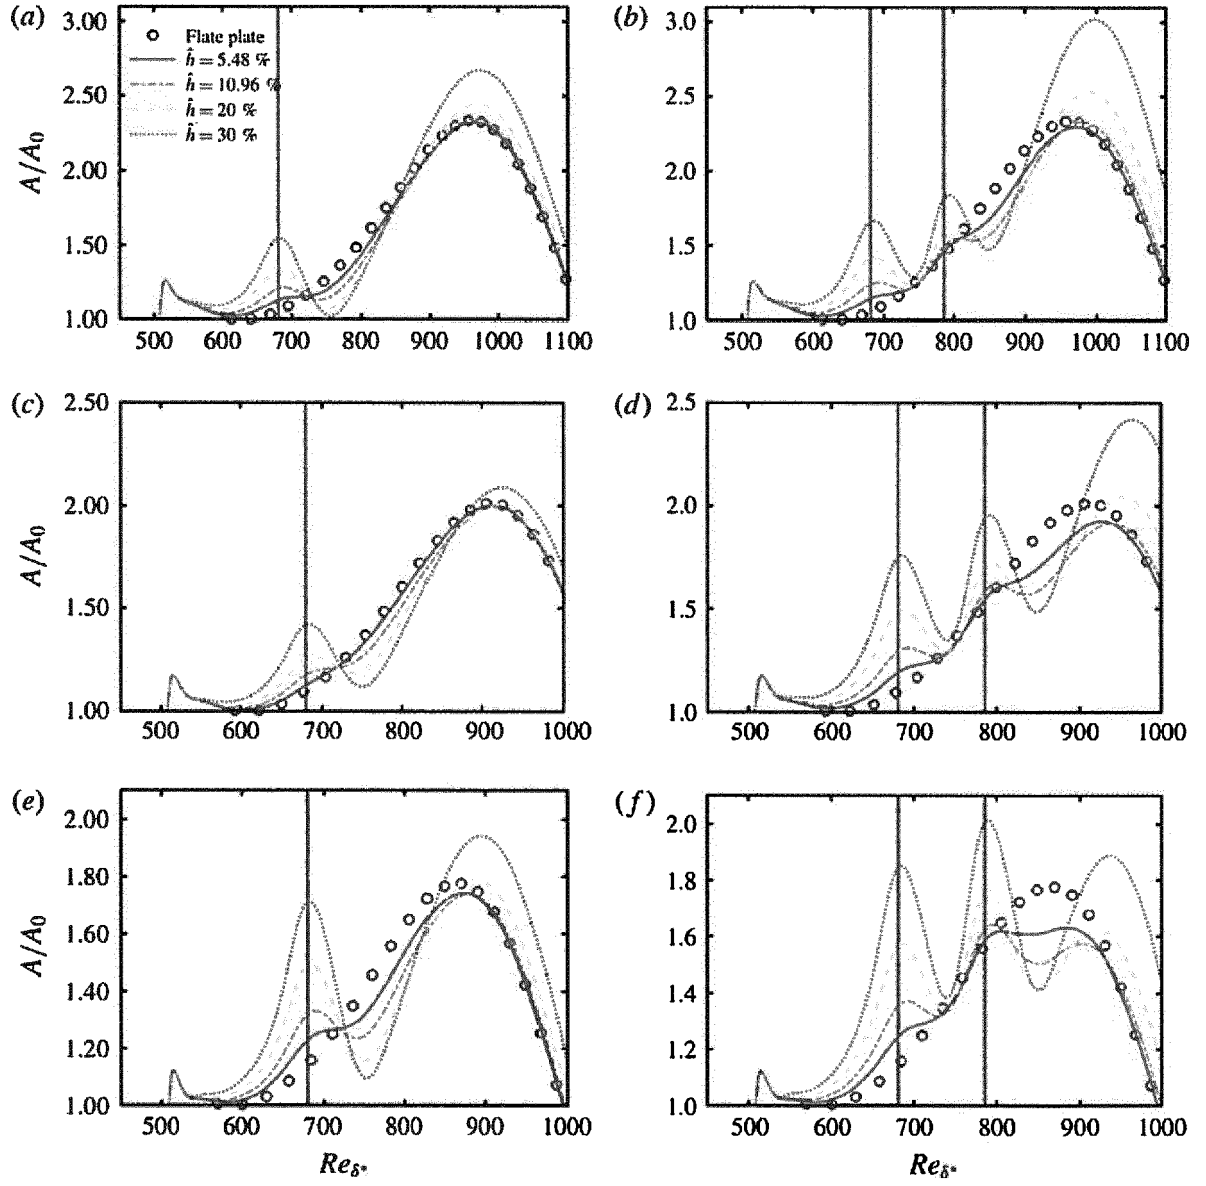 (a)
A/A₀
3.00
2.50
2.00
1.50
1.00
Flate plate
ĥ = 5.48 %
ĥ = 10.96 %
ĥ = 20 %
ĥ = 30 %
500 600 700 800 900 1000 1100
(b)
3.0
2.5
2.0
1.5
1.0
500 600 700 800 900 1000 1100
(c)
A/A₀
2.50
2.00
1.50
1.00
500 600 700 800 900 1000
(d)
2.5
2.0
1.5
1.0
500 600 700 800 900 1000
(e)
A/A₀
2.00
1.80
1.60
1.40
1.20
1.00
500 600 700 800 900 1000
Re_δ*
(f)
2.0
1.8
1.6
1.4
1.2
1.0
500 600 700 800 900 1000
Re_δ*